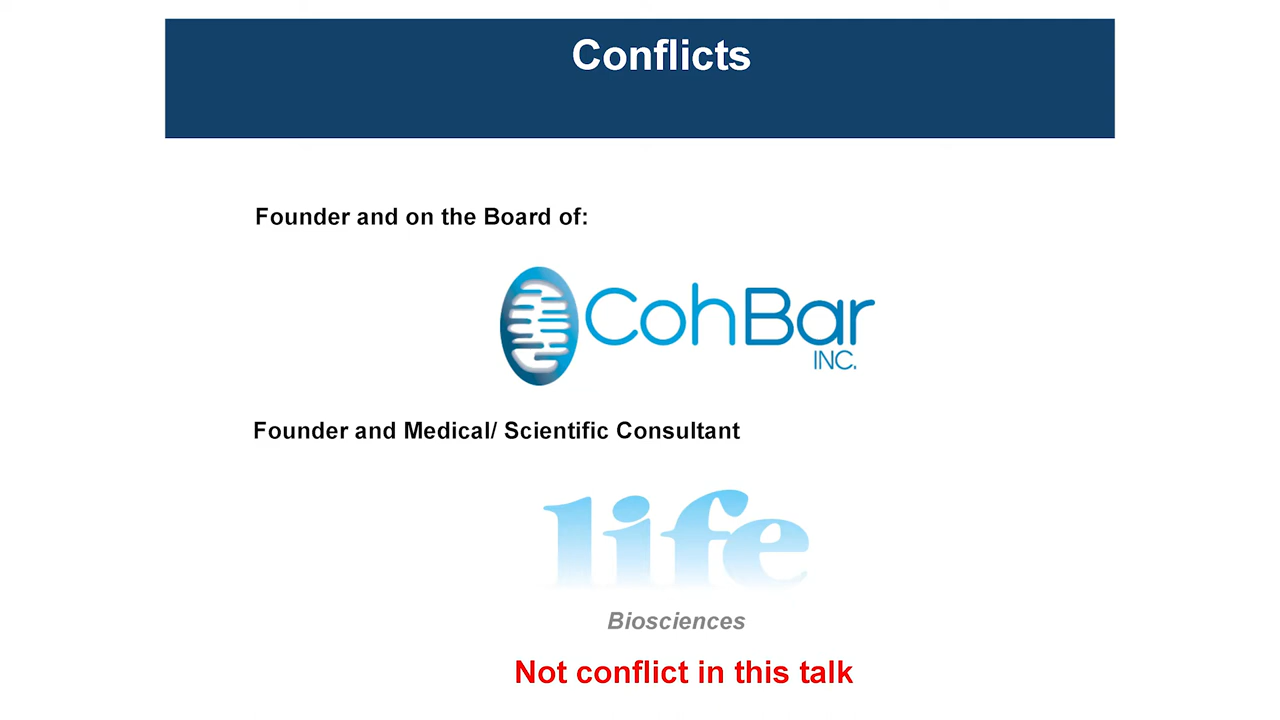 Conflicts
Founder and on the Board of:
CohBar
INC.
Founder and Medical/ Scientific Consultant
life
Biosciences
Not conflict in this talk